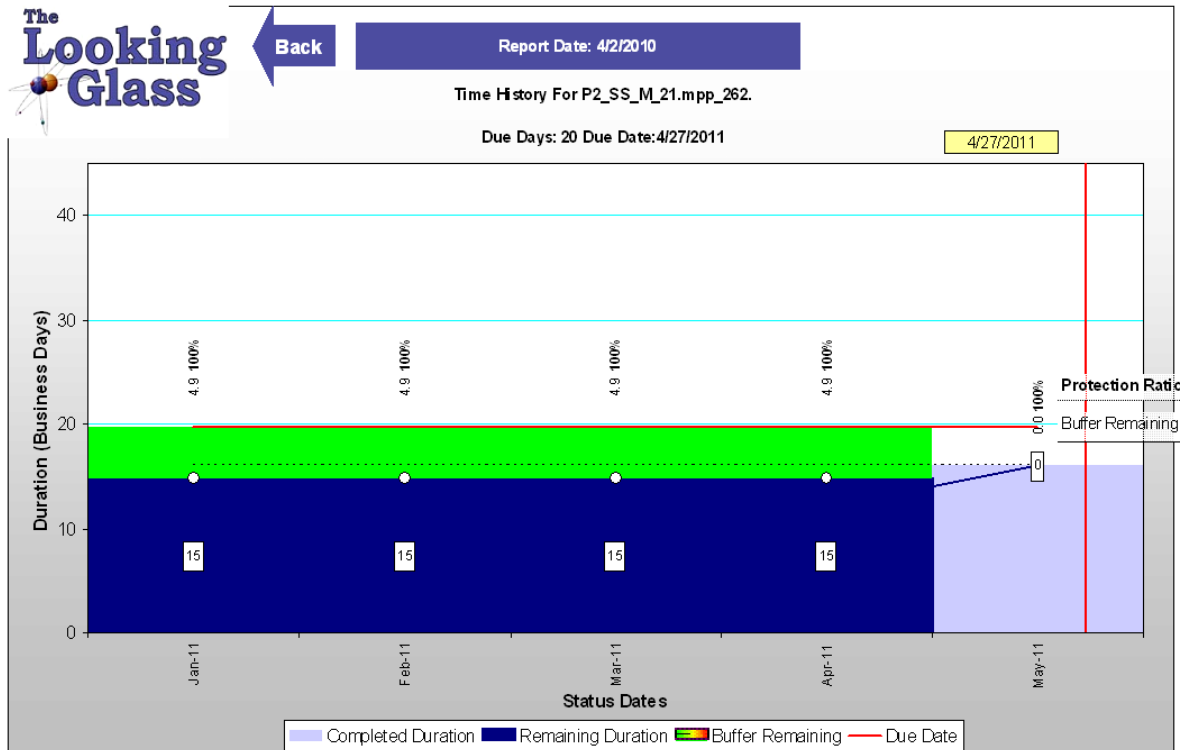 The
Looking
Glass
Back
Report Date: 4/2/2010
Time History For P2_SS_M_21.mpp_262.
Due Days: 20 Due Date:4/27/2011
4/27/2011
Duration (Business Days)
40
30
20
10
0
4.9 100%
4.9 100%
4.9 100%
4.9 100%
0.0 100%
Protection Ratio
Buffer Remaining
0
15
15
15
15
Jan-11
Feb-11
Mar-11
Apr-11
May-11
Status Dates
Completed Duration
Remaining Duration
Buffer Remaining
Due Date